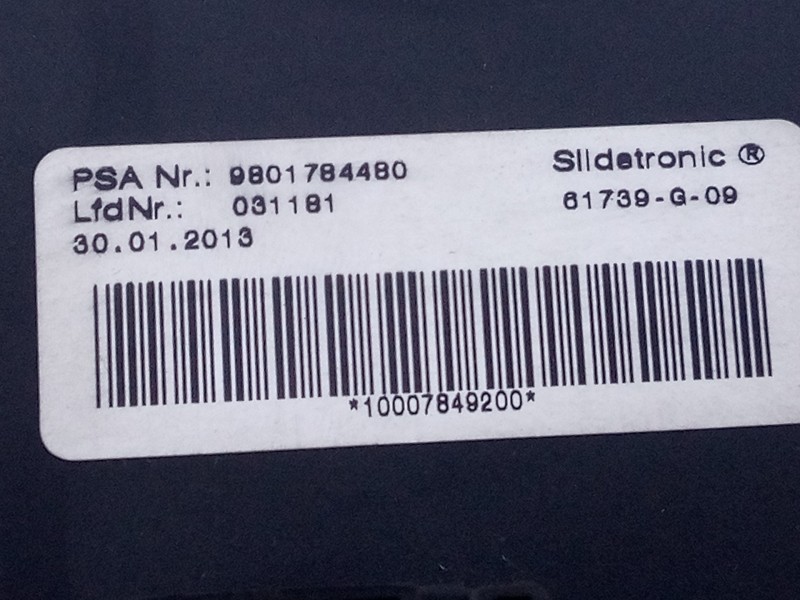 PSA Nr.: 9801784480
LfdNr.: 031181
30.01.2013
Slidetronic ®
61739-G-09
*10007849200*